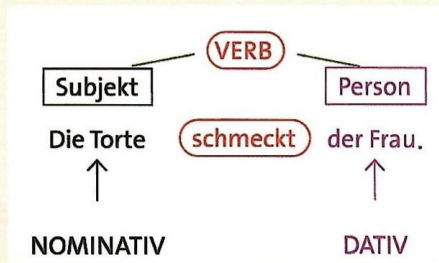 VERB
Subjekt Person
Die Torte schmeckt der Frau.
NOMINATIV DATIV